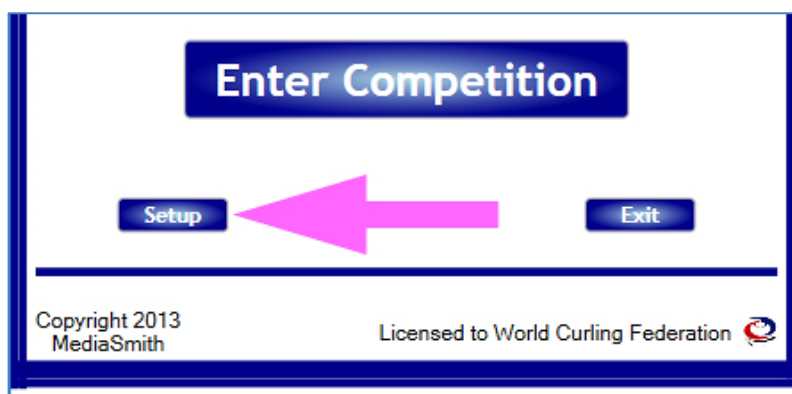 Enter Competition
Setup
Exit
Copyright 2013
MediaSmith
Licensed to World Curling Federation